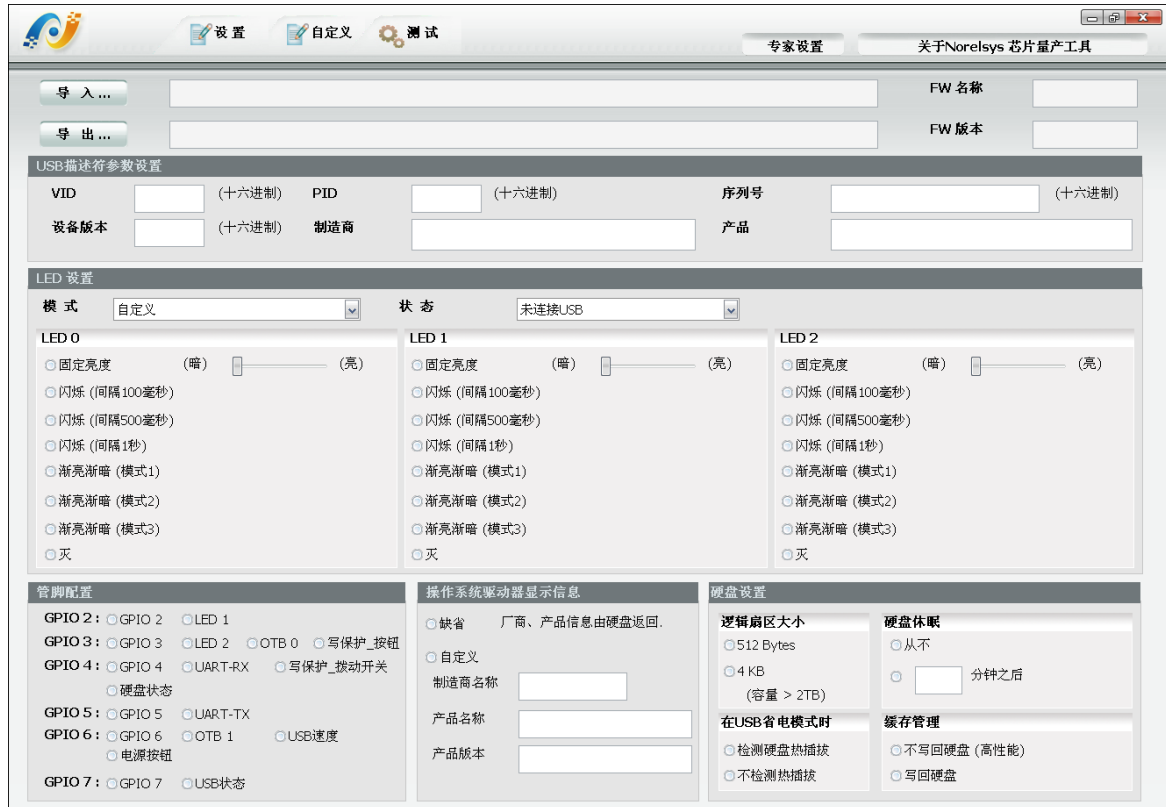 设 置 自定义 测 试
专家设置 关于Norelsys 芯片量产工具
导 入 ... FW 名称
导 出 ... FW 版本
USB描述符参数设置
VID (十六进制) PID (十六进制) 序列号 (十六进制)
设备版本 (十六进制) 制造商 产品
LED 设置
模 式 自定义 状 态 未连接USB
LED 0 LED 1 LED 2
固定亮度 (暗) (亮) 固定亮度 (暗) (亮) 固定亮度 (暗) (亮)
闪烁 (间隔100毫秒) 闪烁 (间隔100毫秒) 闪烁 (间隔100毫秒)
闪烁 (间隔500毫秒) 闪烁 (间隔500毫秒) 闪烁 (间隔500毫秒)
闪烁 (间隔1秒) 闪烁 (间隔1秒) 闪烁 (间隔1秒)
渐亮渐暗 (模式1) 渐亮渐暗 (模式1) 渐亮渐暗 (模式1)
渐亮渐暗 (模式2) 渐亮渐暗 (模式2) 渐亮渐暗 (模式2)
渐亮渐暗 (模式3) 渐亮渐暗 (模式3) 渐亮渐暗 (模式3)
灭 灭 灭
管脚配置
GPIO 2 : GPIO 2 LED 1
GPIO 3 : GPIO 3 LED 2 OTB 0 写保护_按钮
GPIO 4 : GPIO 4 UART-RX 写保护_拨动开关
硬盘状态
GPIO 5 : GPIO 5 UART-TX
GPIO 6 : GPIO 6 OTB 1 USB速度
电源按钮
GPIO 7 : GPIO 7 USB状态
操作系统驱动器显示信息
缺省 厂商、产品信息由硬盘返回.
自定义
制造商名称
产品名称
产品版本
硬盘设置
逻辑扇区大小
512 Bytes
4 KB
(容量 > 2TB)
硬盘休眠
从不
分钟之后
在USB省电模式时
检测硬盘热插拔
不检测热插拔
缓存管理
不写回硬盘 (高性能)
写回硬盘